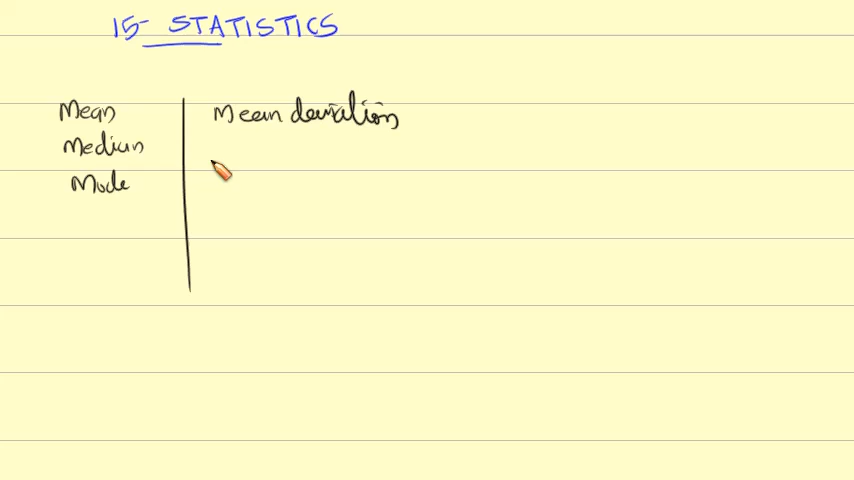 15- STATISTICS
Mean
Median
Mode
Mean deviation